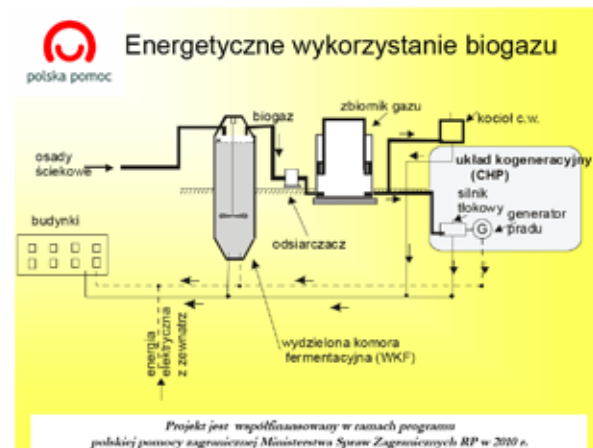 polska pomoc
Energetyczne wykorzystanie biogazu
biogaz
zbiornik gazu
kocioł c.w.
osady
ściekowe
układ kogeneracyjny
(CHP)
silnik
tłokowy
generator
prądu
G
odsiarczacz
budynki
wydzielona komora
fermentacyjna (WKF)
energia
elektryczna
z zewnatrz
Projekt jest współfinansowany w ramach programu
polskiej pomocy zagranicznej Ministerstwa Spraw Zagranicznych RP w 2010 r.